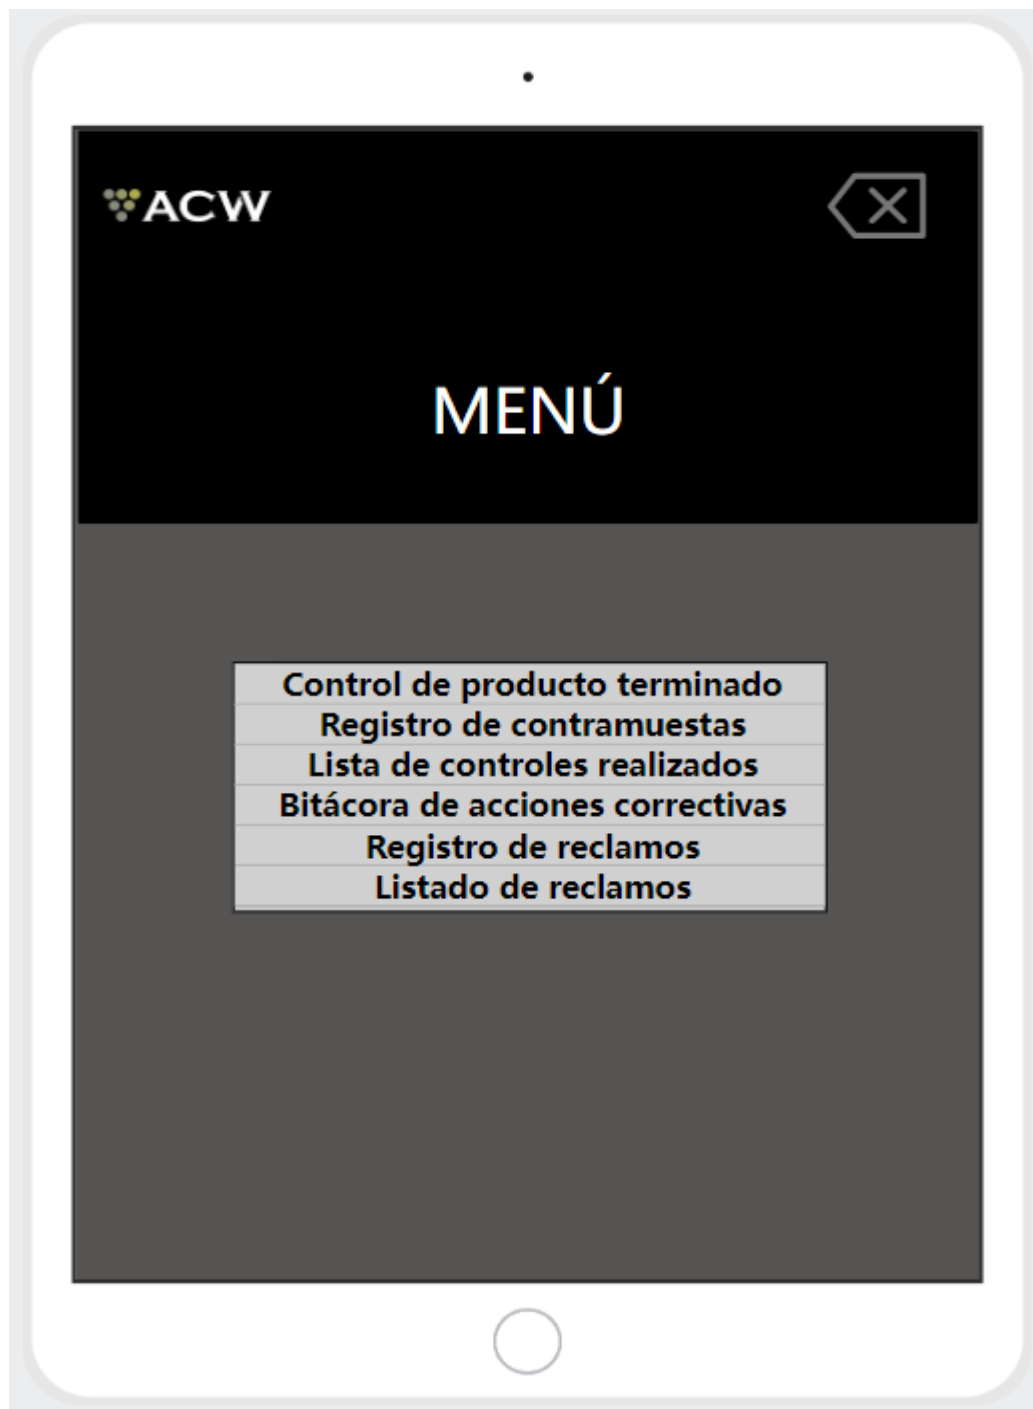 ACW
MENÚ
Control de producto terminado
Registro de contramuestas
Lista de controles realizados
Bitácora de acciones correctivas
Registro de reclamos
Listado de reclamos